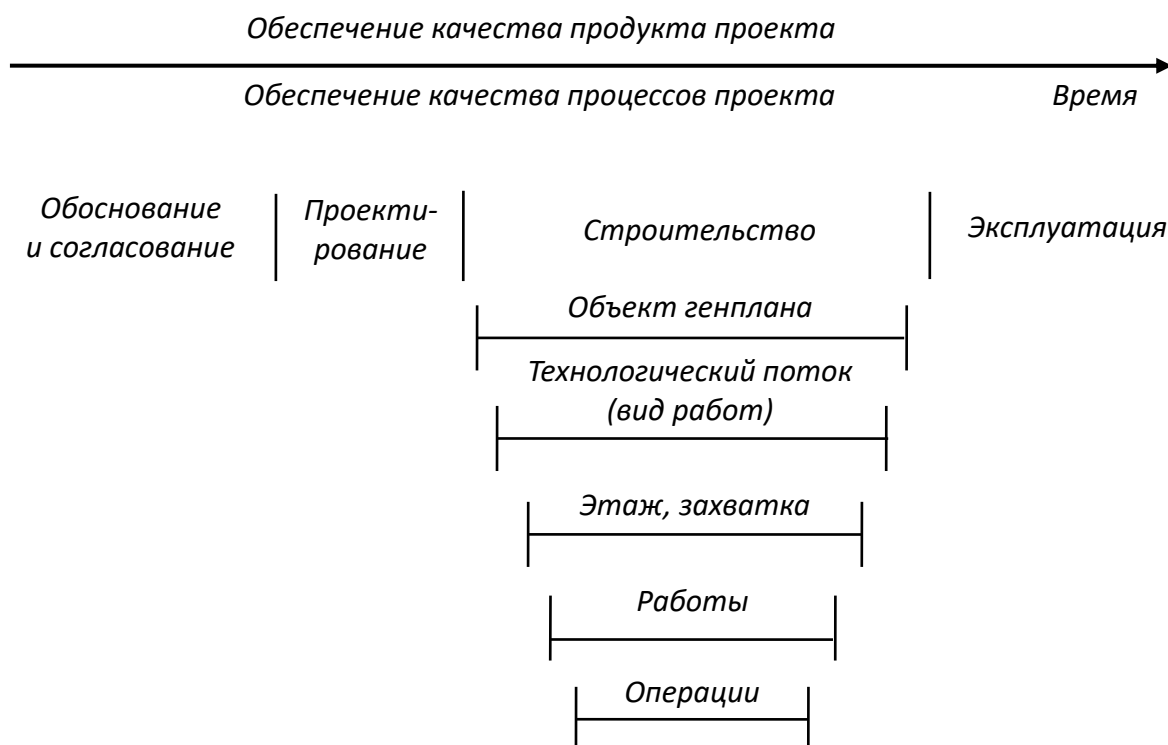 Обеспечение качества продукта проекта
Обеспечение качества процессов проекта
Время
Обоснование
и согласование
Проекти-
рование
Строительство
Эксплуатация
Объект генплана
Технологический поток
(вид работ)
Этаж, захватка
Работы
Операции